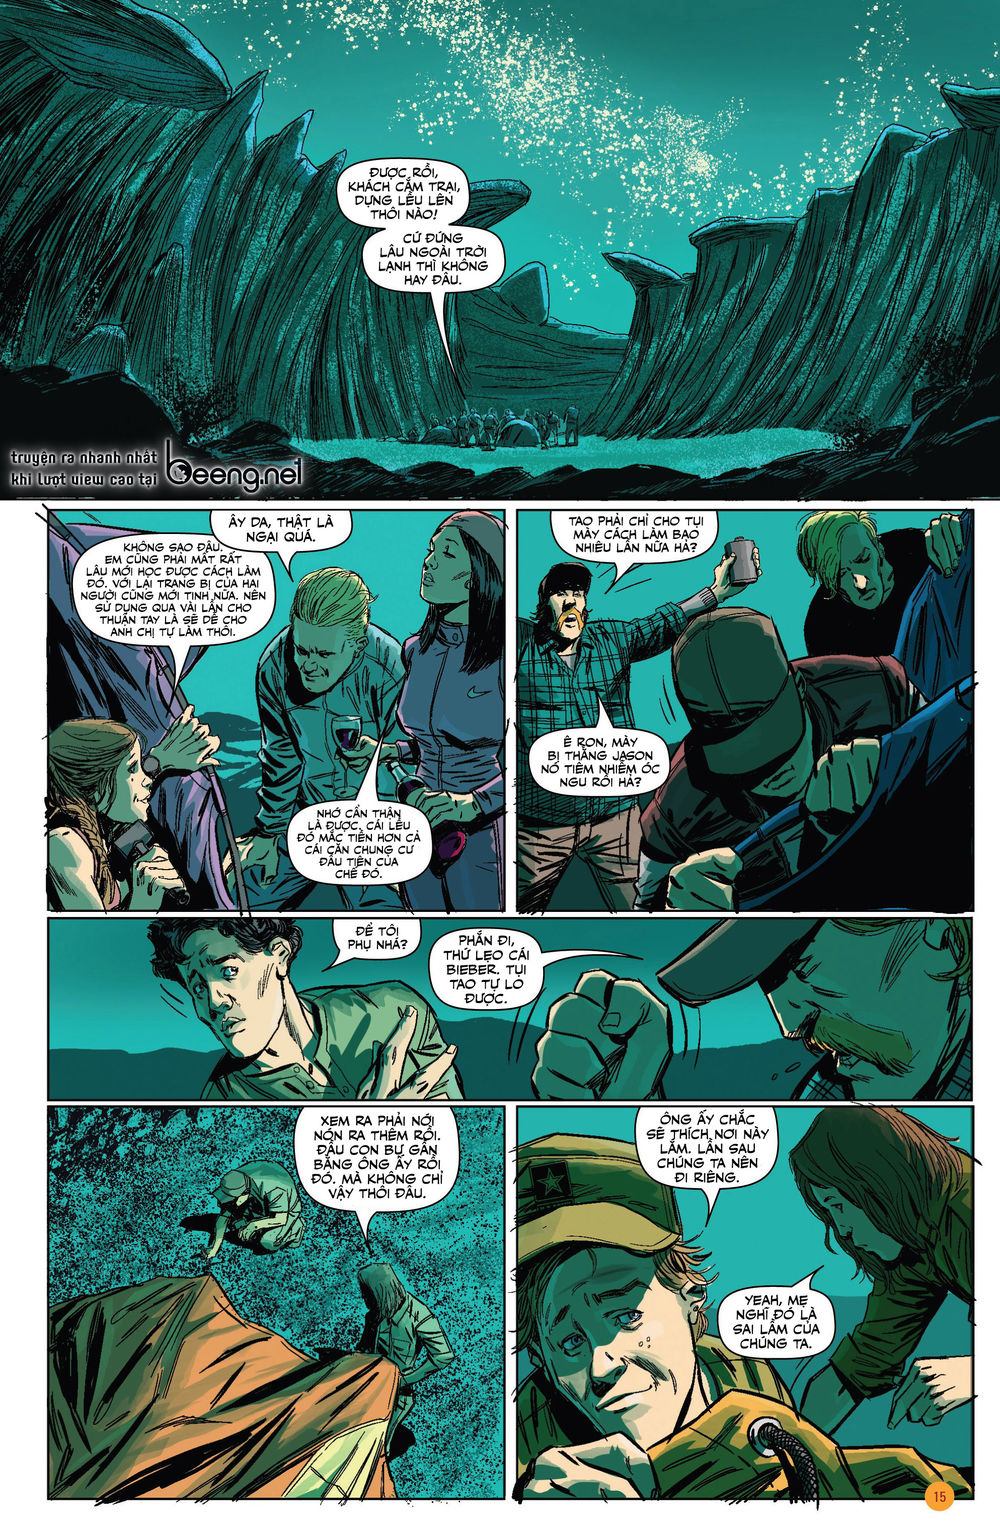 ĐƯỢC RỒI,
KHÁCH CẮM TRẠI,
DỰNG LỀU LÊN
THÔI NÀO!
CỨ ĐỨNG
LÂU NGOÀI TRỜI
LẠNH THÌ KHÔNG
HAY ĐÂU.
truyện ra nhanh nhất
khi lượt view cao tại
beeng.net
ÂY DA, THẬT LÀ
NGẠI QUÁ.
KHÔNG SAO ĐÂU.
EM CŨNG PHẢI MẤT RẤT
LÂU MỚI HỌC ĐƯỢC CÁCH LÀM
ĐÓ. VỚI LẠI TRANG BỊ CỦA HAI
NGƯỜI CŨNG MỚI TINH NỮA. NÊN
SỬ DỤNG QUA VÀI LẦN CHO
THUẬN TAY LÀ SẼ DỄ CHO
ANH CHỊ TỰ LÀM THÔI.
NHỚ CẨN THẬN
LÀ ĐƯỢC, CÁI LỀU
ĐÓ MẮC TIỀN HƠN CẢ
CÁI CĂN CHUNG CƯ
ĐẦU TIÊN CỦA
CHẾ ĐÓ.
TAO PHẢI CHỈ CHO TỤI
MÀY CÁCH LÀM BAO
NHIÊU LẦN NỮA HẢ?
Ê RON, MÀY
BỊ THẰNG JASON
NÓ TIÊM NHIỄM ÓC
NGU RỒI HẢ?
ĐỂ TÔI
PHỤ NHÁ?
PHẮN ĐI,
THỨ LẸO CÁI
BIEBER. TỤI
TAO TỰ LO
ĐƯỢC.
XEM RA PHẢI NỚI
NÓN RA THÊM RỒI.
ĐẦU CON BỰ GẦN
BẰNG ÔNG ẤY RỒI
ĐÓ. MÀ KHÔNG CHỈ
VẬY THÔI ĐÂU.
ÔNG ẤY CHẮC
SẼ THÍCH NƠI NÀY
LẮM. LẦN SAU
CHÚNG TA NÊN
ĐI RIÊNG.
YEAH, MẸ
NGHĨ ĐÓ LÀ
SAI LẦM CỦA
CHÚNG TA.
15